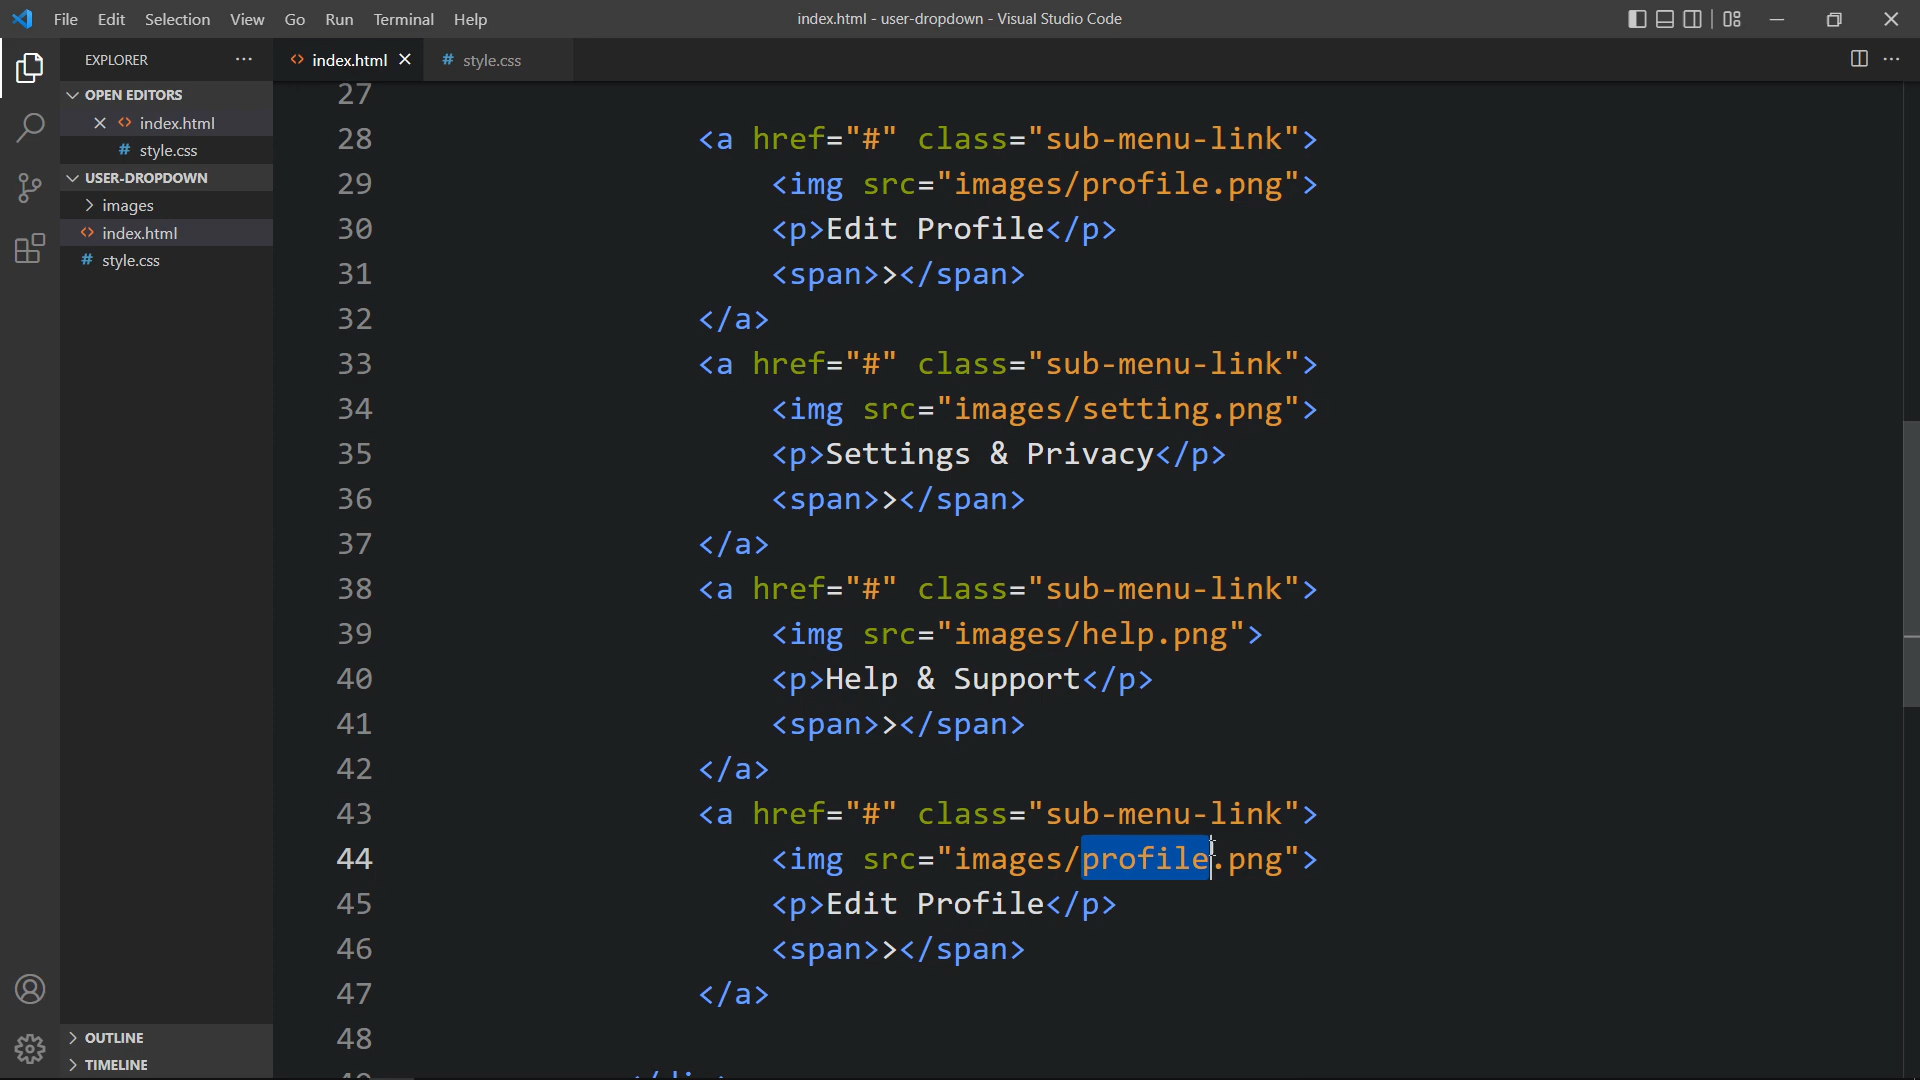 File Edit Selection View Go Run Terminal Help
index.html - user-dropdown - Visual Studio Code
EXPLORER
OPEN EDITORS
index.html
style.css
USER-DROPDOWN
images
index.html
style.css
OUTLINE
TIMELINE
index.html
style.css
27
28 <a href="#" class="sub-menu-link">
29 <img src="images/profile.png">
30 <p>Edit Profile</p>
31 <span>></span>
32 </a>
33 <a href="#" class="sub-menu-link">
34 <img src="images/setting.png">
35 <p>Settings & Privacy</p>
36 <span>></span>
37 </a>
38 <a href="#" class="sub-menu-link">
39 <img src="images/help.png">
40 <p>Help & Support</p>
41 <span>></span>
42 </a>
43 <a href="#" class="sub-menu-link">
44 <img src="images/profile.png">
45 <p>Edit Profile</p>
46 <span>></span>
47 </a>
48